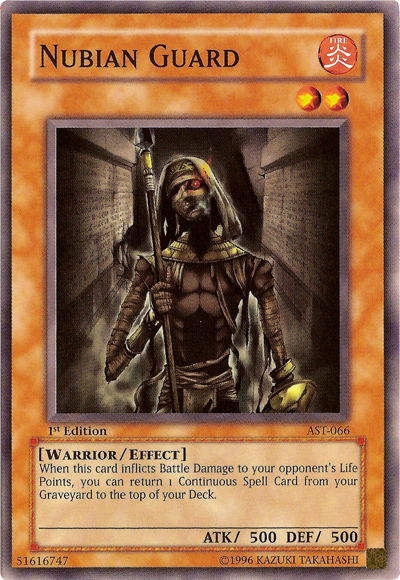 NUBIAN GUARD
FIRE
炎
1st Edition
AST-066
[WARRIOR/EFFECT]
When this card inflicts Battle Damage to your opponent's Life
Points, you can return 1 Continuous Spell Card from your
Graveyard to the top of your Deck.
ATK/ 500 DEF/ 500
51616747
©1996 KAZUKI TAKAHASHI